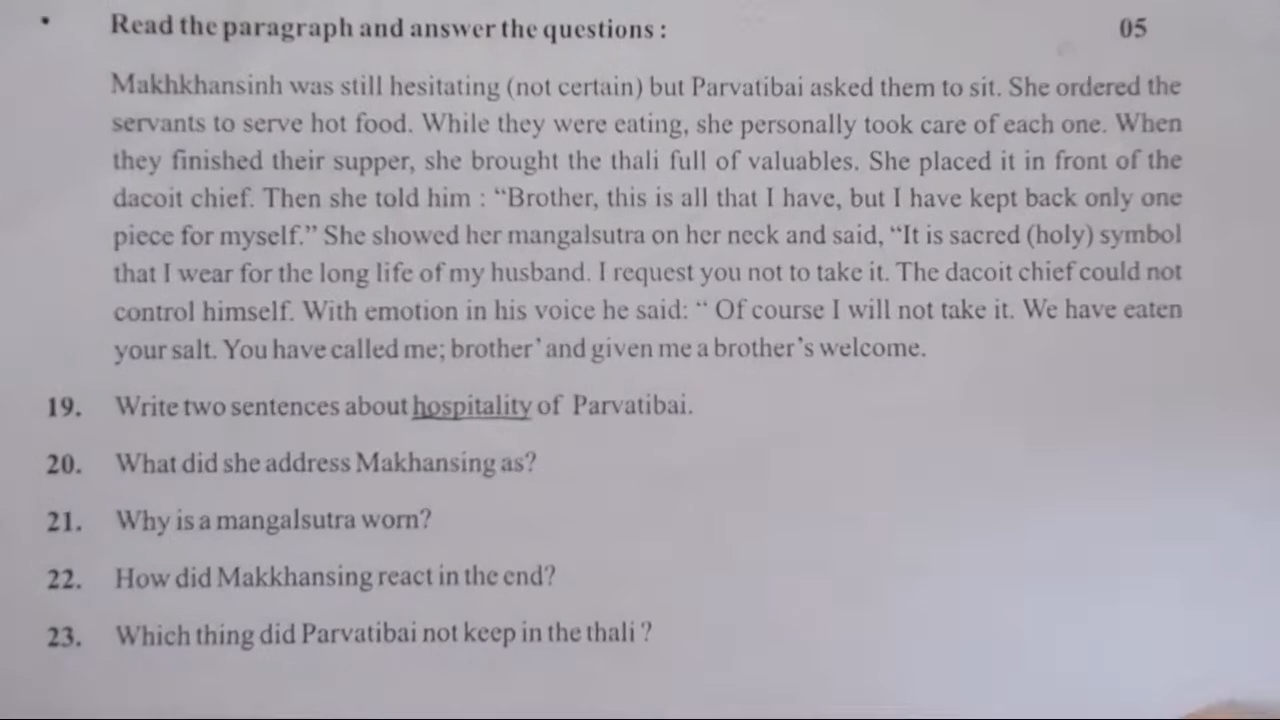 • Read the paragraph and answer the questions : 05
Makhkhansinh was still hesitating (not certain) but Parvatibai asked them to sit. She ordered the
servants to serve hot food. While they were eating, she personally took care of each one. When
they finished their supper, she brought the thali full of valuables. She placed it in front of the
dacoit chief. Then she told him : “Brother, this is all that I have, but I have kept back only one
piece for myself.” She showed her mangalsutra on her neck and said, “It is sacred (holy) symbol
that I wear for the long life of my husband. I request you not to take it. The dacoit chief could not
control himself. With emotion in his voice he said: “ Of course I will not take it. We have eaten
your salt. You have called me; brother’ and given me a brother’s welcome.
19. Write two sentences about hospitality of Parvatibai.
20. What did she address Makhansing as?
21. Why is a mangalsutra worn?
22. How did Makkhansing react in the end?
23. Which thing did Parvatibai not keep in the thali ?